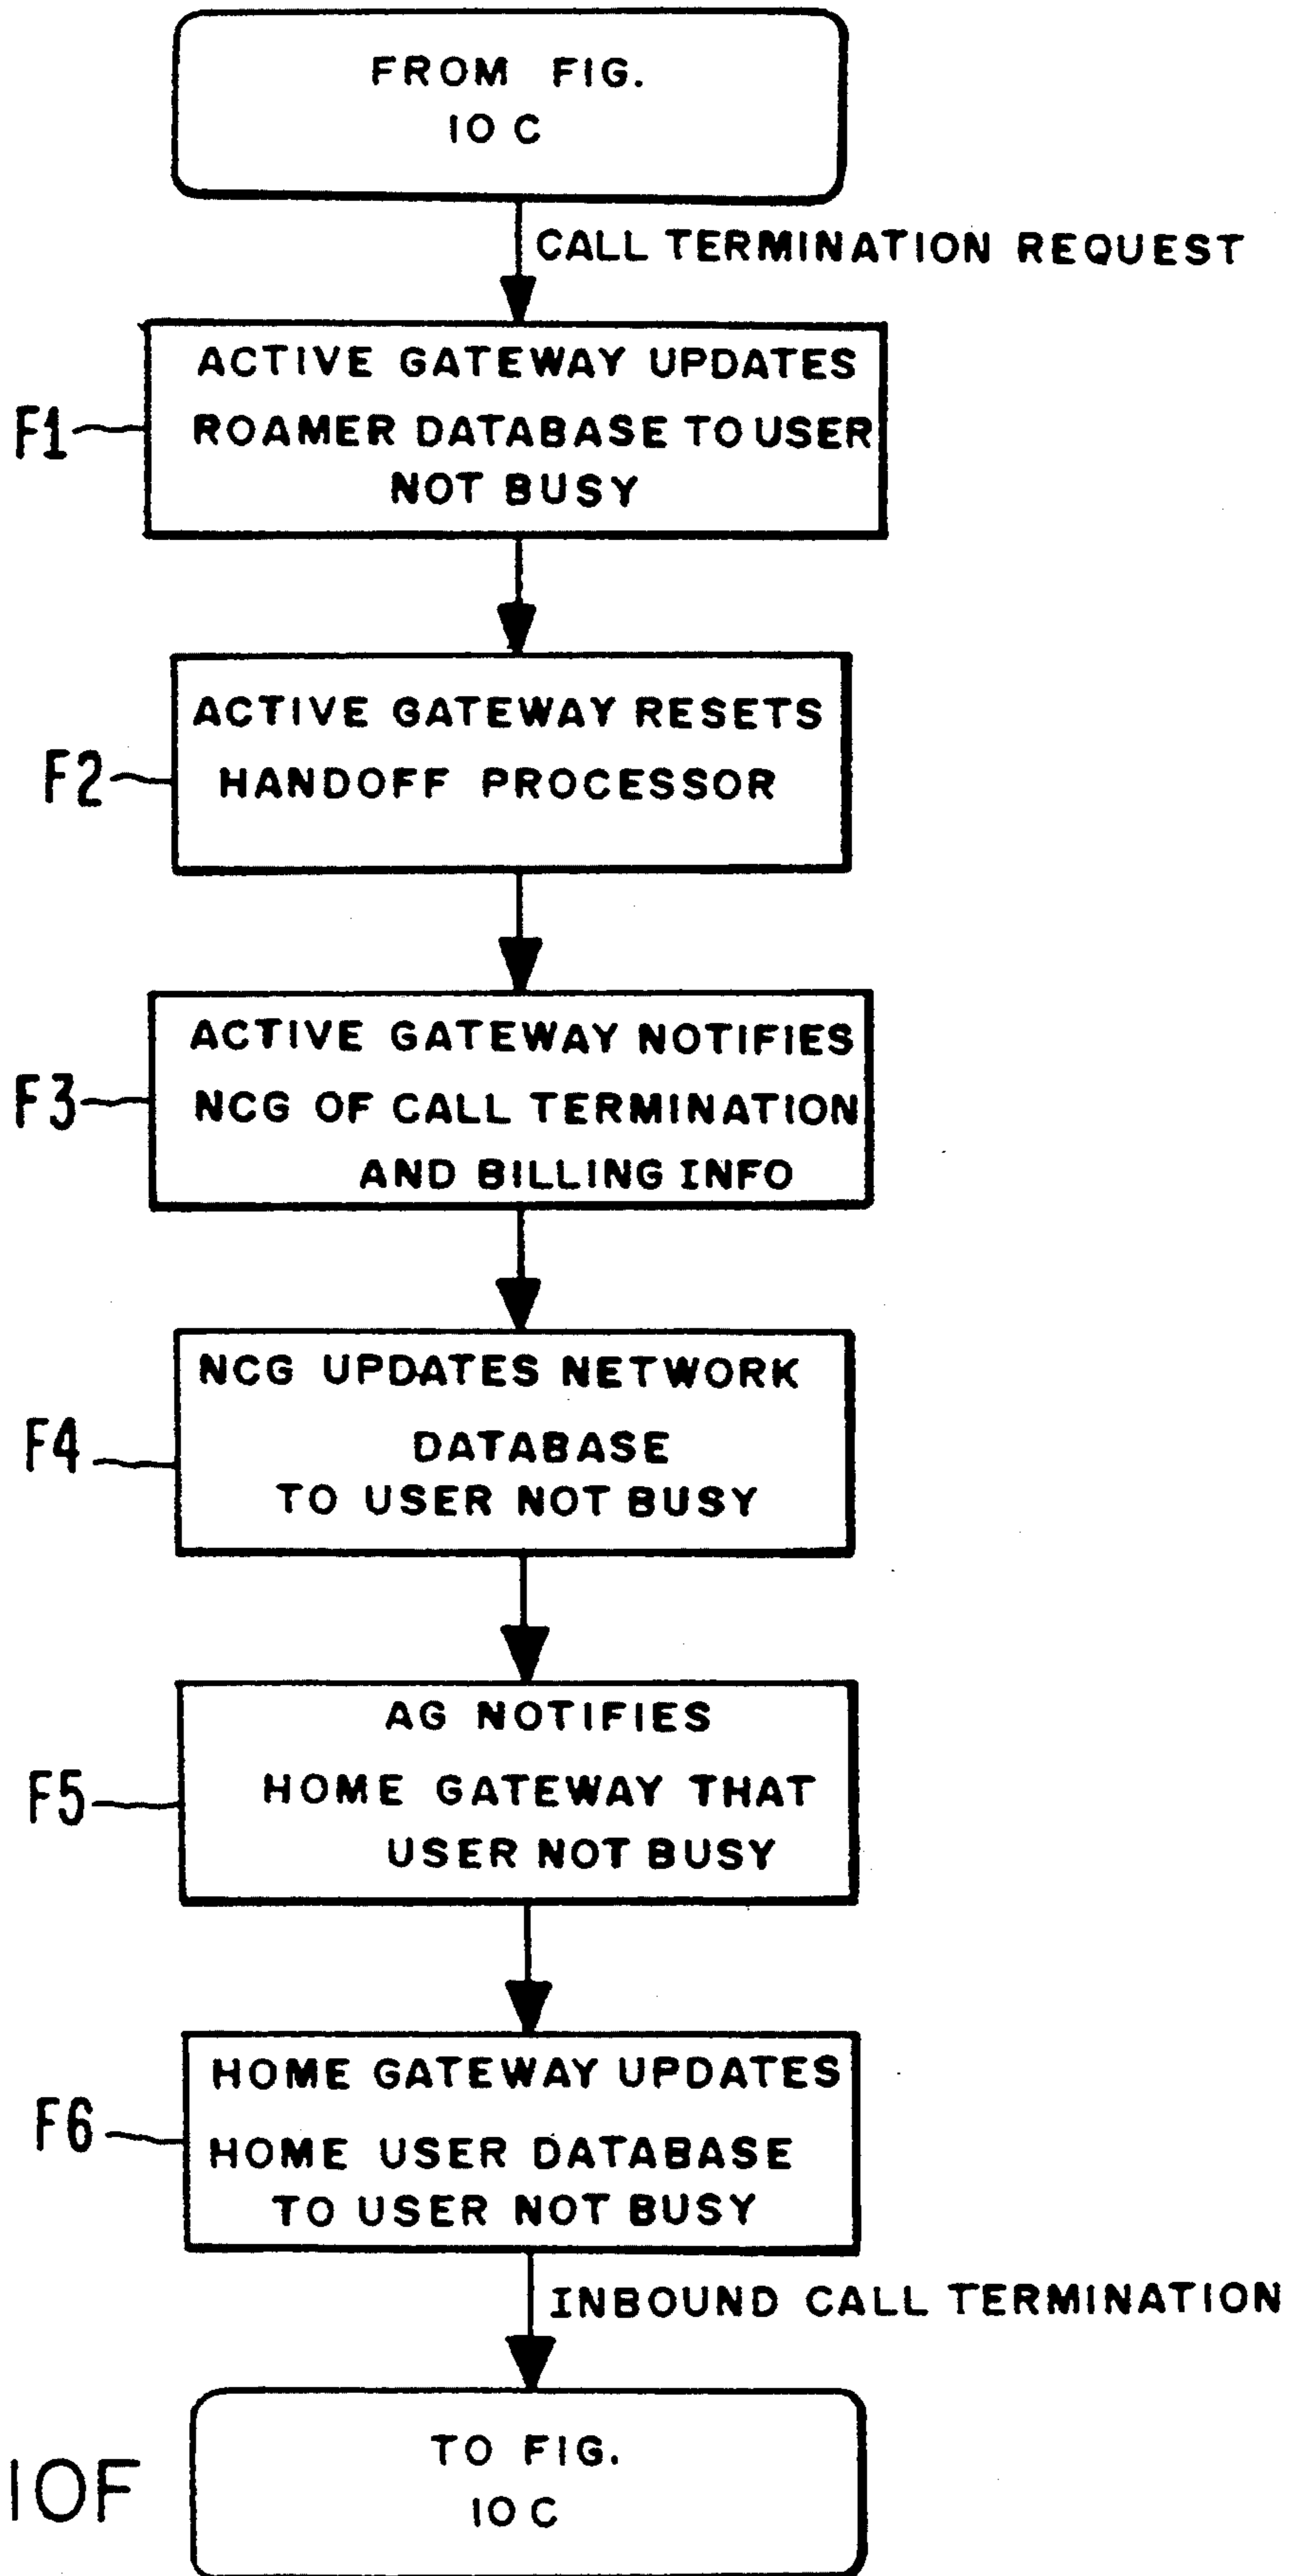 FROM FIG.
10 C
CALL TERMINATION REQUEST
F1
ACTIVE GATEWAY UPDATES
ROAMER DATABASE TO USER
NOT BUSY
F2
ACTIVE GATEWAY RESETS
HANDOFF PROCESSOR
F3
ACTIVE GATEWAY NOTIFIES
NCG OF CALL TERMINATION
AND BILLING INFO
F4
NCG UPDATES NETWORK
DATABASE
TO USER NOT BUSY
F5
AG NOTIFIES
HOME GATEWAY THAT
USER NOT BUSY
F6
HOME GATEWAY UPDATES
HOME USER DATABASE
TO USER NOT BUSY
INBOUND CALL TERMINATION
TO FIG.
10 C
10F